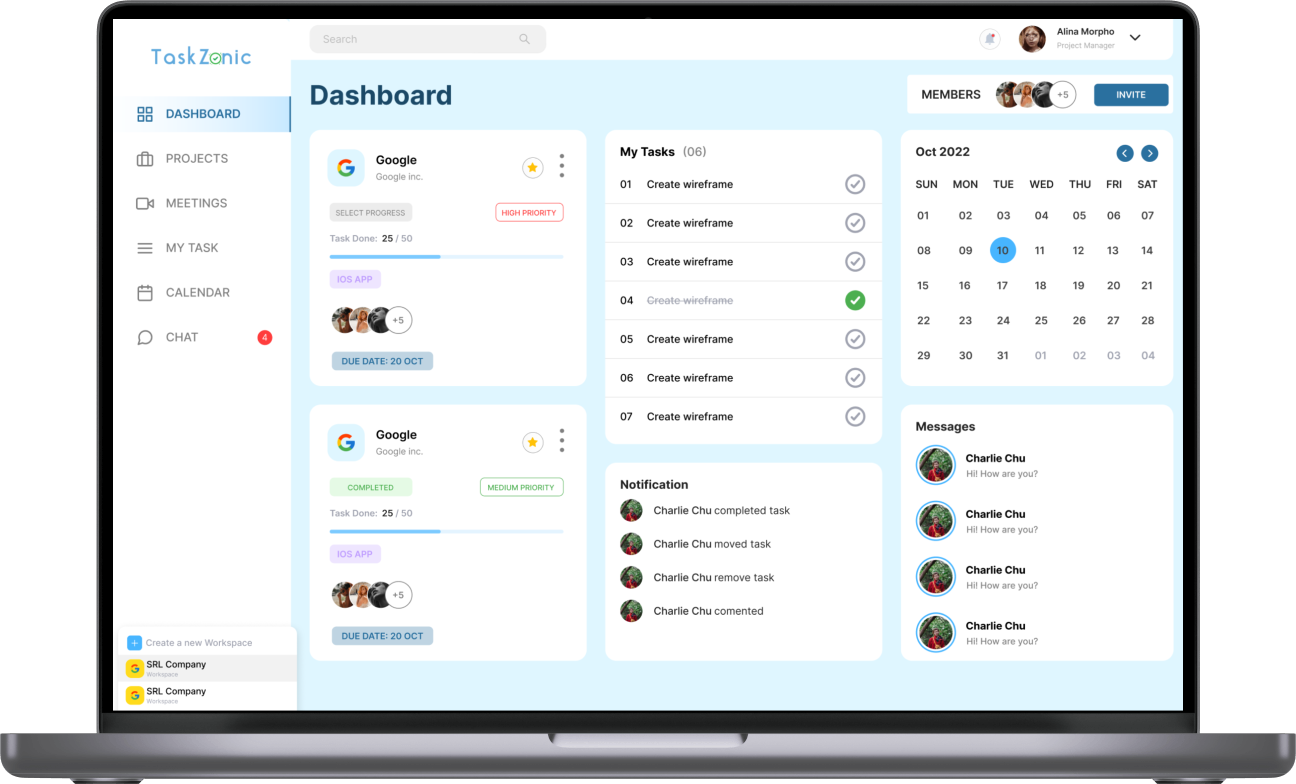 TaskZonic
Search
Alina Morpho
Project Manager
DASHBOARD
PROJECTS
MEETINGS
MY TASK
CALENDAR
CHAT
4
Create a new Workspace
SRL Company
Workspace
SRL Company
Workspace
Dashboard
MEMBERS
+5
INVITE
Google
Google inc.
SELECT PROGRESS
HIGH PRIORITY
Task Done: 25 / 50
IOS APP
+5
DUE DATE: 20 OCT
Google
Google inc.
COMPLETED
MEDIUM PRIORITY
Task Done: 25 / 50
IOS APP
+5
DUE DATE: 20 OCT
My Tasks (06)
01 Create wireframe
02 Create wireframe
03 Create wireframe
04 Create wireframe
05 Create wireframe
06 Create wireframe
07 Create wireframe
Notification
Charlie Chu completed task
Charlie Chu moved task
Charlie Chu remove task
Charlie Chu comented
Oct 2022
SUN MON TUE WED THU FRI SAT
01 02 03 04 05 06 07
08 09 10 11 12 13 14
15 16 17 18 19 20 21
22 23 24 25 26 27 28
29 30 31 01 02 03 04
Messages
Charlie Chu
Hi! How are you?
Charlie Chu
Hi! How are you?
Charlie Chu
Hi! How are you?
Charlie Chu
Hi! How are you?